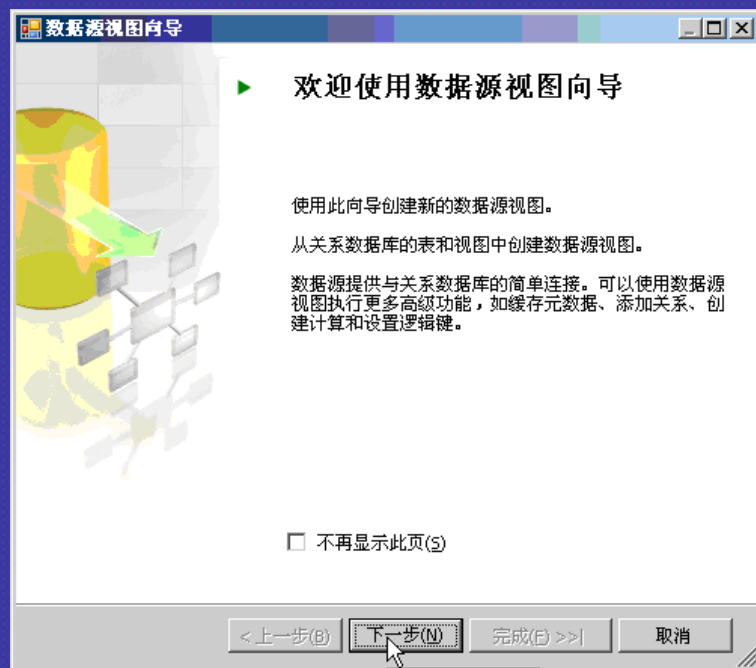 数据源视图向导
欢迎使用数据源视图向导
使用此向导创建新的数据源视图。
从关系数据库的表和视图中创建数据源视图。
数据源提供与关系数据库的简单连接。可以使用数据源
视图执行更多高级功能，如缓存元数据、添加关系、创
建计算和设置逻辑键。
不再显示此页(S)
< 上一步(B)
下一步(N)
完成(F) >>|
取消